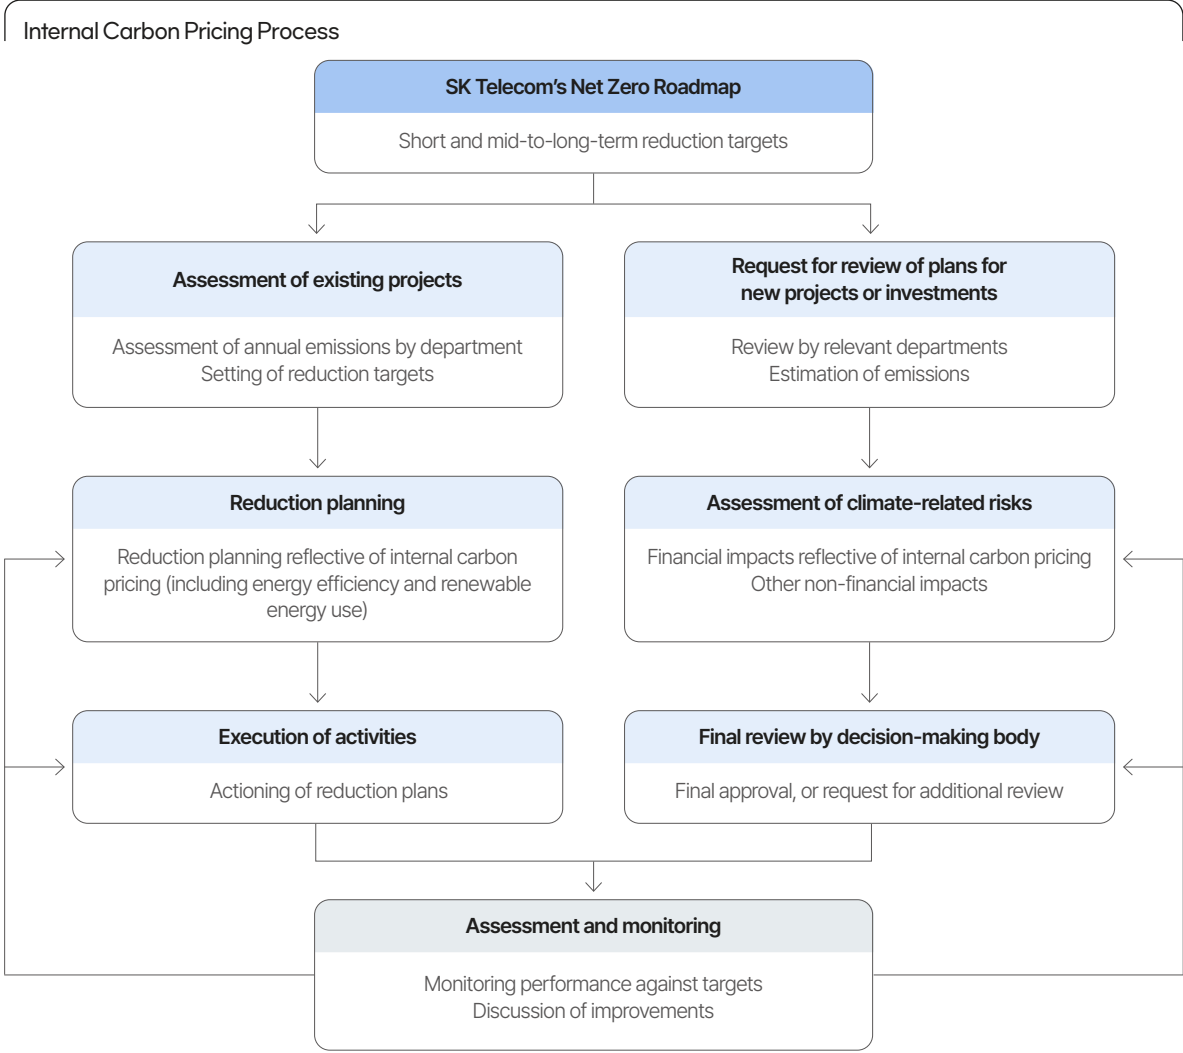 Internal Carbon Pricing Process
SK Telecom's Net Zero Roadmap
Short and mid-to-long-term reduction targets
Assessment of existing projects
Assessment of annual emissions by department
Setting of reduction targets
Request for review of plans for
new projects or investments
Review by relevant departments
Estimation of emissions
Reduction planning
Reduction planning reflective of internal carbon
pricing (including energy efficiency and renewable
energy use)
Assessment of climate-related risks
Financial impacts reflective of internal carbon pricing
Other non-financial impacts
Execution of activities
Actioning of reduction plans
Final review by decision-making body
Final approval, or request for additional review
Assessment and monitoring
Monitoring performance against targets
Discussion of improvements